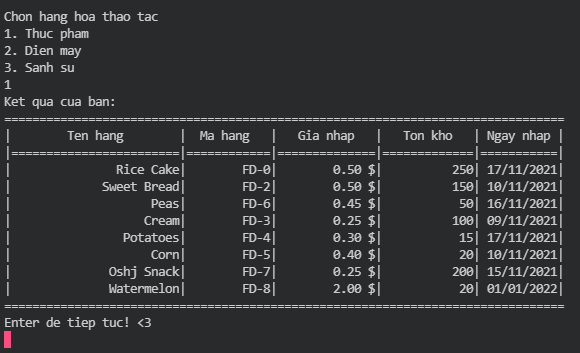 Chon hang hoa thao tac
1. Thuc pham
2. Dien may
3. Sanh su
1
Ket qua cua ban:
===============================================================================
|        Ten hang        |  Ma hang   |   Gia nhap   |   Ton kho   | Ngay nhap |
|========================|============|==============|=============|===========|
|               Rice Cake|        FD-0|        0.50 $|          250| 17/11/2021|
|             Sweet Bread|        FD-2|        0.50 $|          150| 10/11/2021|
|                    Peas|        FD-6|        0.45 $|           50| 16/11/2021|
|                   Cream|        FD-3|        0.25 $|          100| 09/11/2021|
|                Potatoes|        FD-4|        0.30 $|           15| 17/11/2021|
|                    Corn|        FD-5|        0.40 $|           20| 10/11/2021|
|              Oshj Snack|        FD-7|        0.25 $|          200| 15/11/2021|
|              Watermelon|        FD-8|        2.00 $|           20| 01/01/2022|
===============================================================================
Enter de tiep tuc! <3